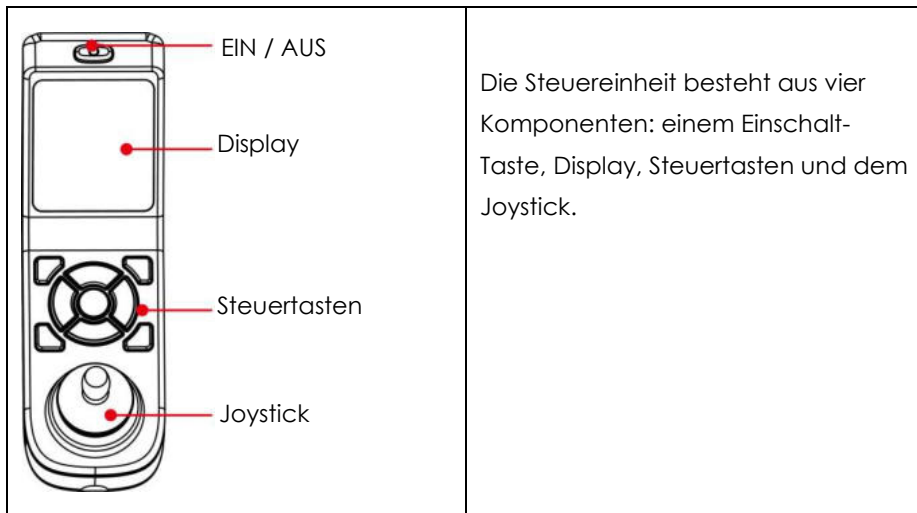 EIN / AUS
Display
Steuertasten
Joystick
Die Steuereinheit besteht aus vier
Komponenten: einem Einschalt-
Taste, Display, Steuertasten und dem
Joystick.